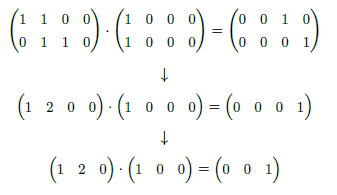 (1 1 0 0) · (1 0 0 0) = (0 0 1 0)
(0 1 1 0) (1 0 0 0) (0 0 0 1)
↓
(1 2 0 0) · (1 0 0 0) = (0 0 0 1)
↓
(1 2 0) · (1 0 0) = (0 0 1)